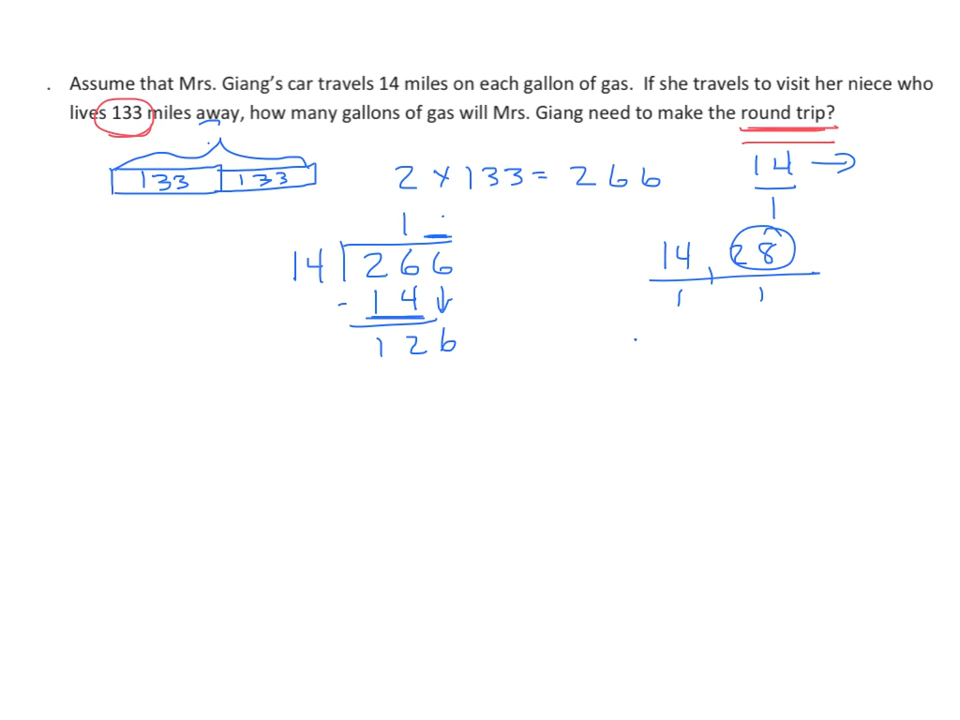 . Assume that Mrs. Giang's car travels 14 miles on each gallon of gas. If she travels to visit her niece who
lives 133 miles away, how many gallons of gas will Mrs. Giang need to make the round trip?
133 133
2 × 133 = 266
14 →
1
1
14 266
- 14 ↓
126
14, 28
1 1